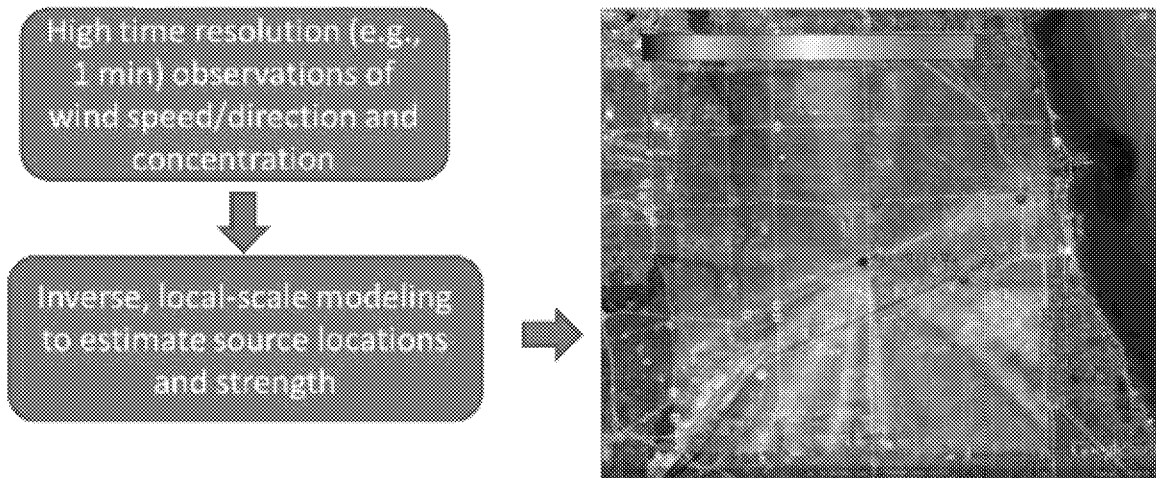 High time resolution (e.g.,
1 min) observations of
wind speed/direction and
concentration
Inverse, local-scale modeling
to estimate source locations
and strength